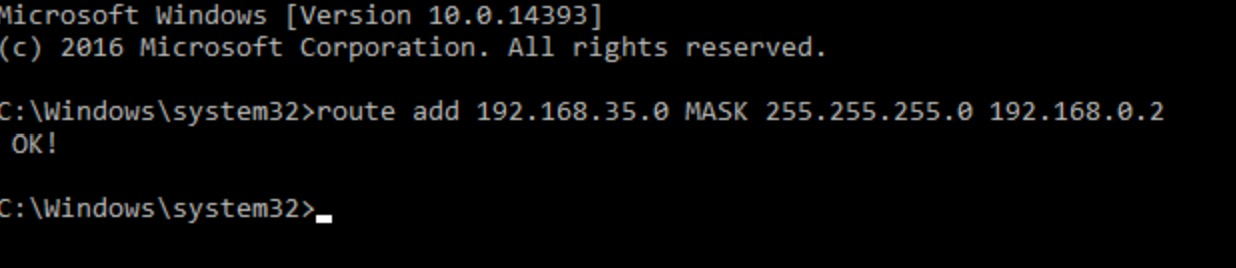 Microsoft Windows [Version 10.0.14393]
(c) 2016 Microsoft Corporation. All rights reserved.
C:\Windows\system32>route add 192.168.35.0 MASK 255.255.255.0 192.168.0.2
OK!
C:\Windows\system32>